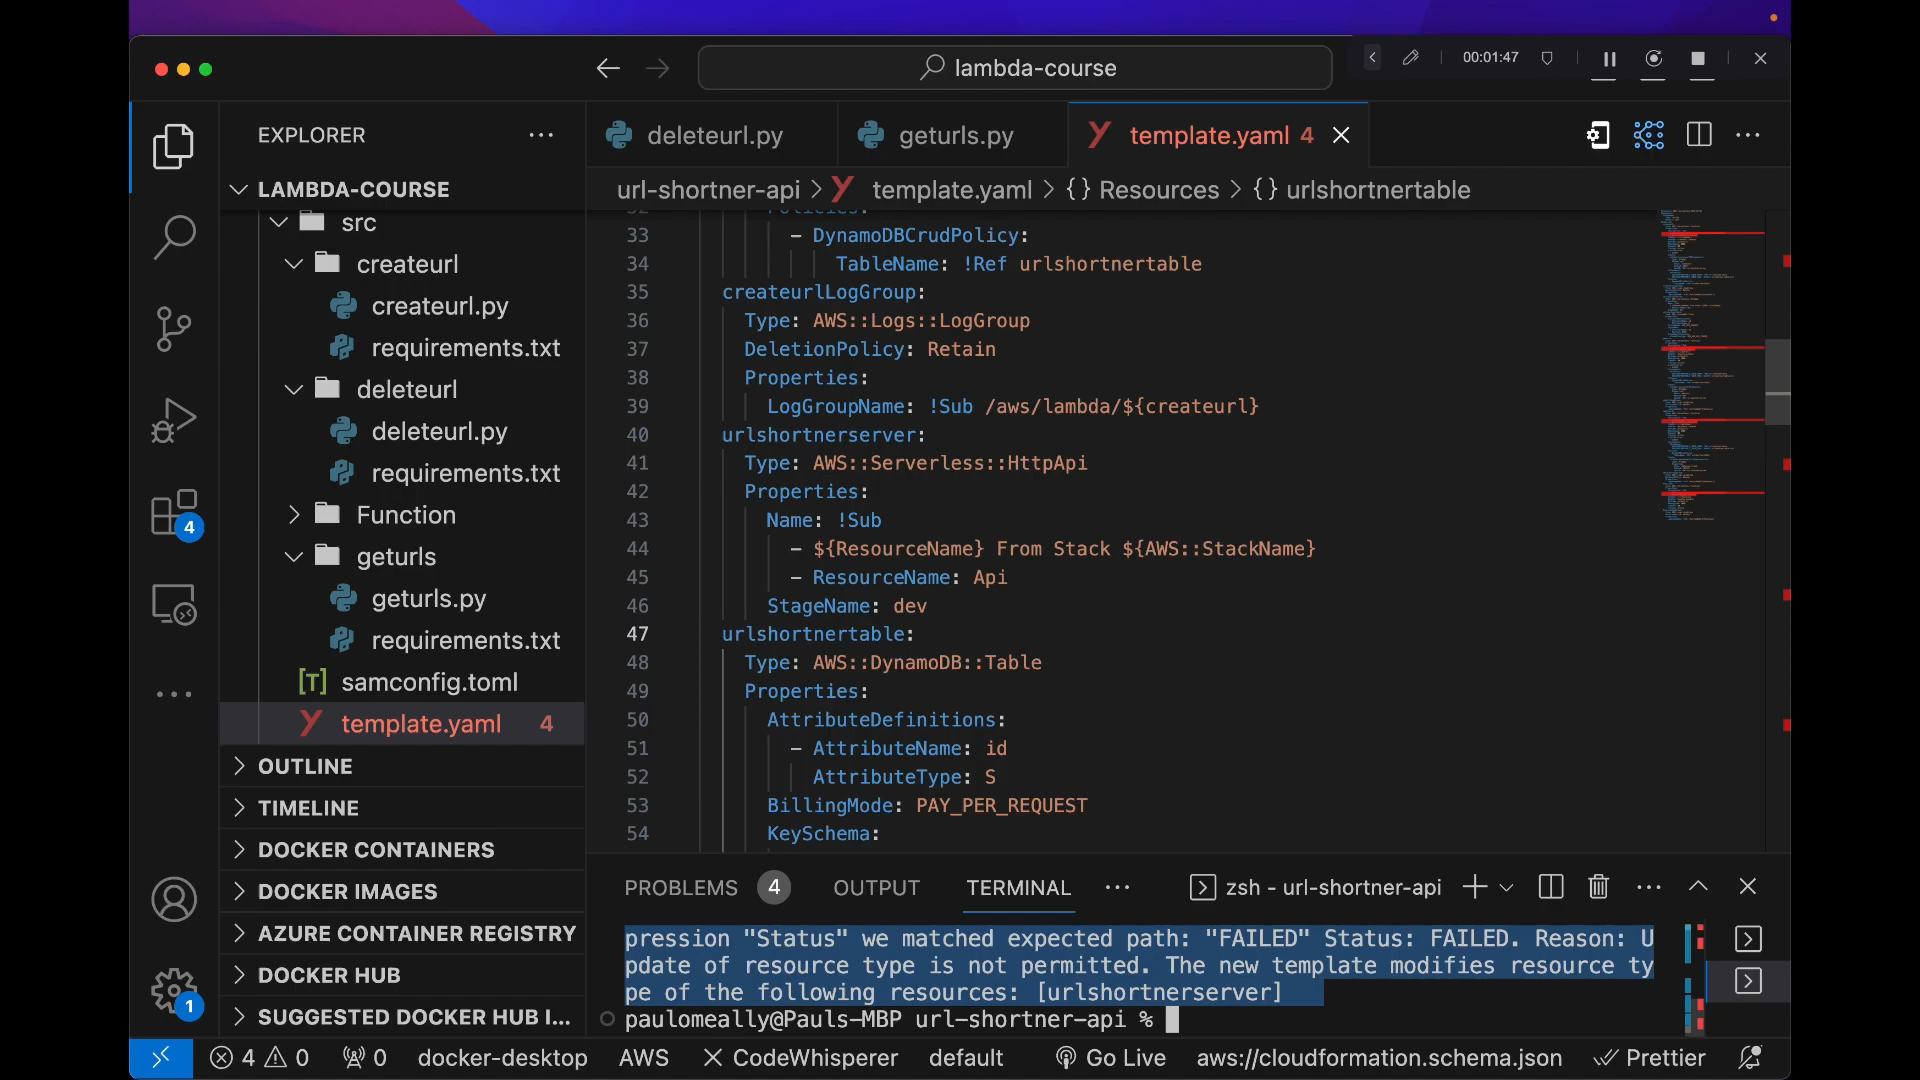 lambda-course
00:01:47
EXPLORER
deleteurl.py
geturls.py
template.yaml 4
LAMBDA-COURSE
url-shortner-api > template.yaml > {} Resources > {} urlshortnertable
src
createurl
createurl.py
requirements.txt
deleteurl
deleteurl.py
requirements.txt
Function
geturls
geturls.py
requirements.txt
[T] samconfig.toml
template.yaml 4
OUTLINE
TIMELINE
DOCKER CONTAINERS
DOCKER IMAGES
AZURE CONTAINER REGISTRY
DOCKER HUB
SUGGESTED DOCKER HUB I...
4
1
32 Policies:
33 - DynamoDBCrudPolicy:
34 TableName: !Ref urlshortnertable
35 createurlLogGroup:
36 Type: AWS::Logs::LogGroup
37 DeletionPolicy: Retain
38 Properties:
39 LogGroupName: !Sub /aws/lambda/${createurl}
40 urlshortnerserver:
41 Type: AWS::Serverless::HttpApi
42 Properties:
43 Name: !Sub
44 - ${ResourceName} From Stack ${AWS::StackName}
45 - ResourceName: Api
46 StageName: dev
47 urlshortnertable:
48 Type: AWS::DynamoDB::Table
49 Properties:
50 AttributeDefinitions:
51 - AttributeName: id
52 AttributeType: S
53 BillingMode: PAY_PER_REQUEST
54 KeySchema:
PROBLEMS 4 OUTPUT TERMINAL
zsh - url-shortner-api
pression "Status" we matched expected path: "FAILED" Status: FAILED. Reason: U
pdate of resource type is not permitted. The new template modifies resource ty
pe of the following resources: [urlshortnerserver]
paulomeally@Pauls-MBP url-shortner-api %
4 0 0 docker-desktop AWS CodeWhisperer default Go Live aws://cloudformation.schema.json Prettier